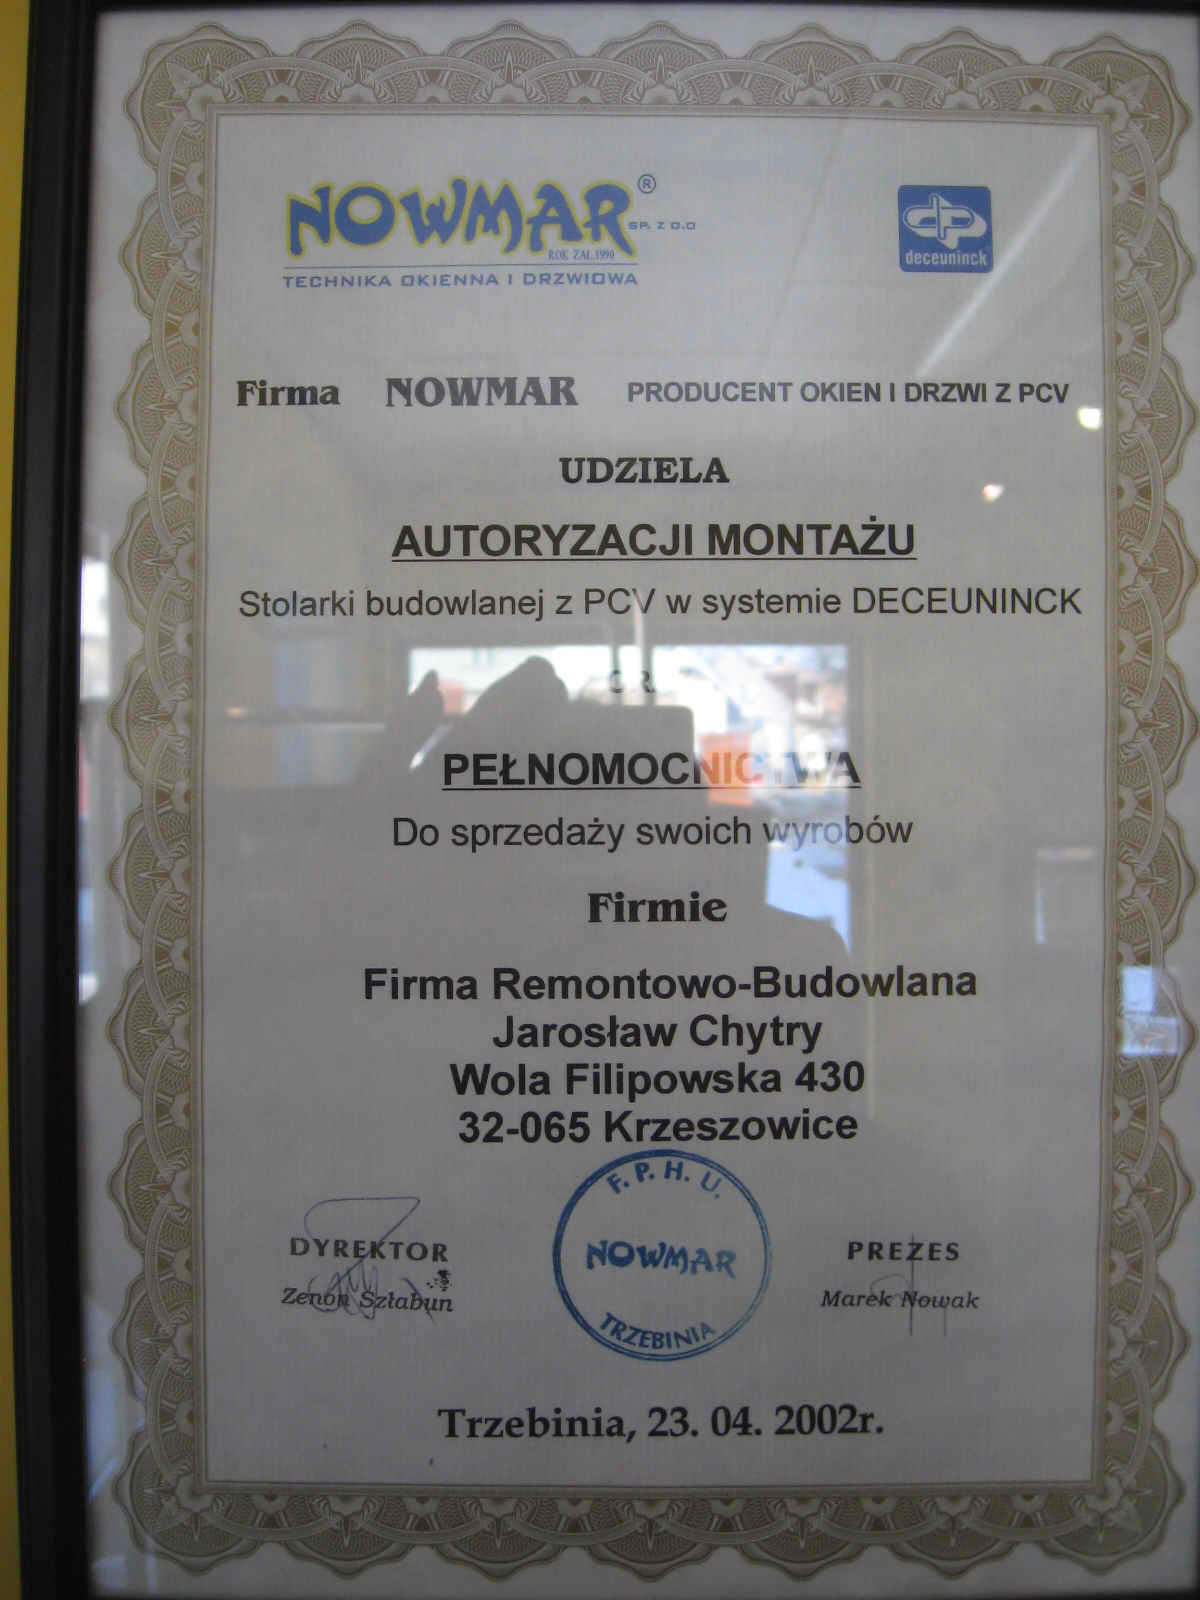 NOWMAR® SP. Z O.O
ROK ZAŁ.1990
TECHNIKA OKIENNA I DRZWIOWA
deceuninck
Firma NOWMAR PRODUCENT OKIEN I DRZWI Z PCV
UDZIELA
AUTORYZACJI MONTAŻU
Stolarki budowlanej z PCV w systemie DECEUNINCK
PEŁNOMOCNICTWA
Do sprzedaży swoich wyrobów
Firmie
Firma Remontowo-Budowlana
Jarosław Chytry
Wola Filipowska 430
32-065 Krzeszowice
F. P. H. U.
NOWMAR
TRZEBINIA
DYREKTOR
Zenon Sztabun
PREZES
Marek Nowak
Trzebinia, 23. 04. 2002r.